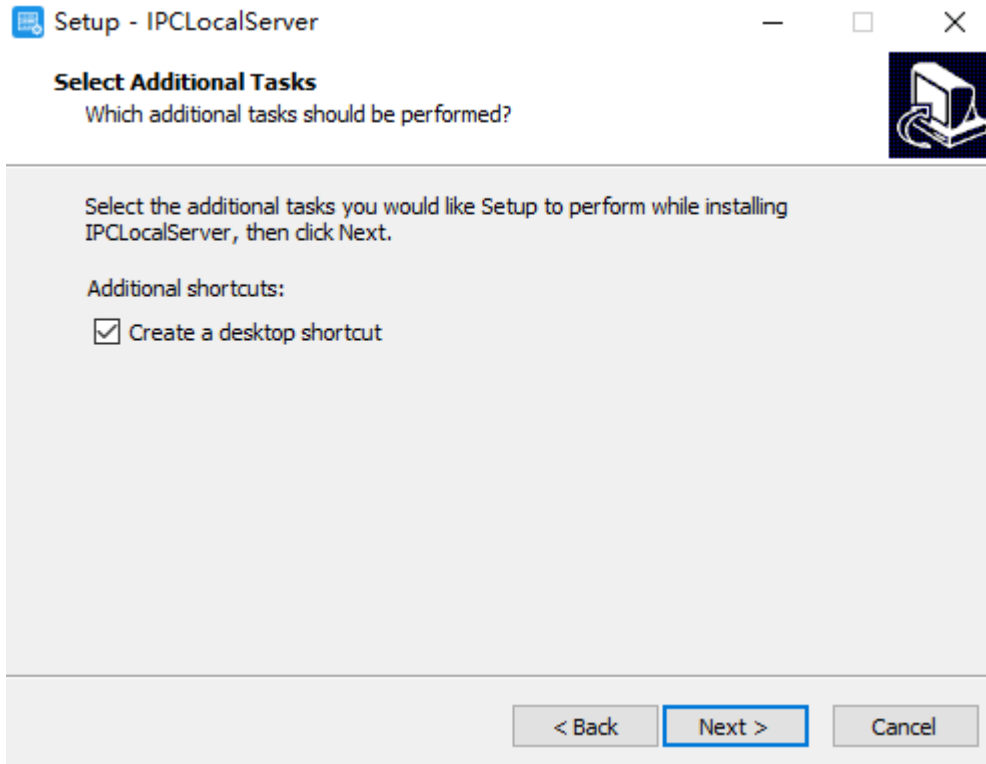 Setup - IPCLocalServer
Select Additional Tasks
Which additional tasks should be performed?
Select the additional tasks you would like Setup to perform while installing
IPCLocalServer, then click Next.
Additional shortcuts:
Create a desktop shortcut
< Back
Next >
Cancel